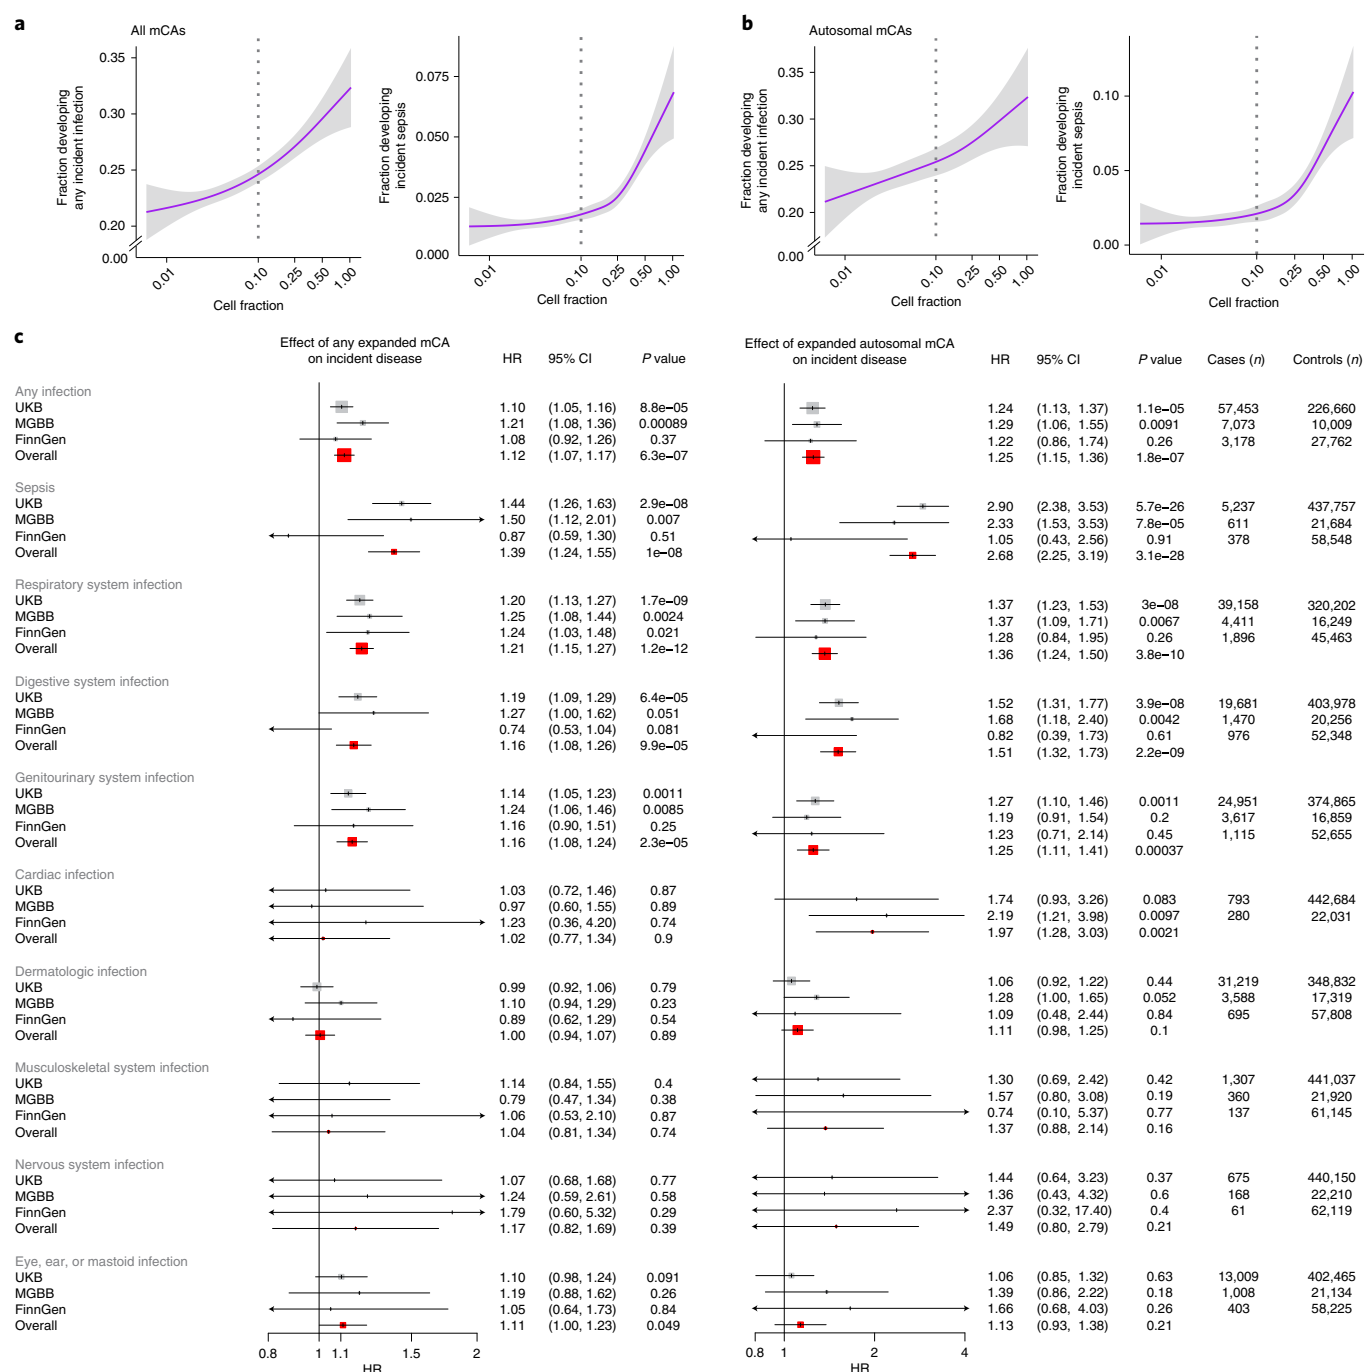 a
b
All mCAs
Autosomal mCAs
Fraction developing
any incident infection
0.35
0.30
0.25
0.20
0.00
0.01
0.10
0.25
0.50
1.00
Cell fraction
Fraction developing
incident sepsis
0.075
0.050
0.025
0.000
0.01
0.10
0.25
0.50
1.00
Cell fraction
Fraction developing
any incident infection
0.35
0.30
0.25
0.20
0.00
0.01
0.10
0.25
0.50
1.00
Cell fraction
Fraction developing
incident sepsis
0.10
0.05
0.00
0.01
0.10
0.25
0.50
1.00
Cell fraction
c
Effect of any expanded mCA
on incident disease
HR 95% CI P value
Effect of expanded autosomal mCA
on incident disease
HR 95% CI P value Cases (n) Controls (n)
Any infection
UKB 1.10 (1.05, 1.16) 8.8e−05 1.24 (1.13, 1.37) 1.1e−05 57,453 226,660
MGBB 1.21 (1.08, 1.36) 0.00089 1.29 (1.06, 1.55) 0.0091 7,073 10,009
FinnGen 1.08 (0.92, 1.26) 0.37 1.22 (0.86, 1.74) 0.26 3,178 27,762
Overall 1.12 (1.07, 1.17) 6.3e−07 1.25 (1.15, 1.36) 1.8e−07
Sepsis
UKB 1.44 (1.26, 1.63) 2.9e−08 2.90 (2.38, 3.53) 5.7e−26 5,237 437,757
MGBB 1.50 (1.12, 2.01) 0.007 2.33 (1.53, 3.53) 7.8e−05 611 21,684
FinnGen 0.87 (0.59, 1.30) 0.51 1.05 (0.43, 2.56) 0.91 378 58,548
Overall 1.39 (1.24, 1.55) 1e−08 2.68 (2.25, 3.19) 3.1e−28
Respiratory system infection
UKB 1.20 (1.13, 1.27) 1.7e−09 1.37 (1.23, 1.53) 3e−08 39,158 320,202
MGBB 1.25 (1.08, 1.44) 0.0024 1.37 (1.09, 1.71) 0.0067 4,411 16,249
FinnGen 1.24 (1.03, 1.48) 0.021 1.28 (0.84, 1.95) 0.26 1,896 45,463
Overall 1.21 (1.15, 1.27) 1.2e−12 1.36 (1.24, 1.50) 3.8e−10
Digestive system infection
UKB 1.19 (1.09, 1.29) 6.4e−05 1.52 (1.31, 1.77) 3.9e−08 19,681 403,978
MGBB 1.27 (1.00, 1.62) 0.051 1.68 (1.18, 2.40) 0.0042 1,470 20,256
FinnGen 0.74 (0.53, 1.04) 0.081 0.82 (0.39, 1.73) 0.61 976 52,348
Overall 1.16 (1.08, 1.26) 9.9e−05 1.51 (1.32, 1.73) 2.2e−09
Genitourinary system infection
UKB 1.14 (1.05, 1.23) 0.0011 1.27 (1.10, 1.46) 0.0011 24,951 374,865
MGBB 1.24 (1.06, 1.46) 0.0085 1.19 (0.91, 1.54) 0.2 3,617 16,859
FinnGen 1.16 (0.90, 1.51) 0.25 1.23 (0.71, 2.14) 0.45 1,115 52,655
Overall 1.16 (1.08, 1.24) 2.3e−05 1.25 (1.11, 1.41) 0.00037
Cardiac infection
UKB 1.03 (0.72, 1.46) 0.87 1.74 (0.93, 3.26) 0.083 793 442,684
MGBB 0.97 (0.60, 1.55) 0.89 2.19 (1.21, 3.98) 0.0097 280 22,031
FinnGen 1.23 (0.36, 4.20) 0.74 1.97 (1.28, 3.03) 0.0021
Overall 1.02 (0.77, 1.34) 0.9
Dermatologic infection
UKB 0.99 (0.92, 1.06) 0.79 1.06 (0.92, 1.22) 0.44 31,219 348,832
MGBB 1.10 (0.94, 1.29) 0.23 1.28 (1.00, 1.65) 0.052 3,588 17,319
FinnGen 0.89 (0.62, 1.29) 0.54 1.09 (0.48, 2.44) 0.84 695 57,808
Overall 1.00 (0.94, 1.07) 0.89 1.11 (0.98, 1.25) 0.1
Musculoskeletal system infection
UKB 1.14 (0.84, 1.55) 0.4 1.30 (0.69, 2.42) 0.42 1,307 441,037
MGBB 0.79 (0.47, 1.34) 0.38 1.57 (0.80, 3.08) 0.19 360 21,920
FinnGen 1.06 (0.53, 2.10) 0.87 0.74 (0.10, 5.37) 0.77 137 61,145
Overall 1.04 (0.81, 1.34) 0.74 1.37 (0.88, 2.14) 0.16
Nervous system infection
UKB 1.07 (0.68, 1.68) 0.77 1.44 (0.64, 3.23) 0.37 675 440,150
MGBB 1.24 (0.59, 2.61) 0.58 1.36 (0.43, 4.32) 0.6 168 22,210
FinnGen 1.79 (0.60, 5.32) 0.29 2.37 (0.32, 17.40) 0.4 61 62,119
Overall 1.17 (0.82, 1.69) 0.39 1.49 (0.80, 2.79) 0.21
Eye, ear, or mastoid infection
UKB 1.10 (0.98, 1.24) 0.091 1.06 (0.85, 1.32) 0.63 13,009 402,465
MGBB 1.19 (0.88, 1.62) 0.26 1.39 (0.86, 2.22) 0.18 1,008 21,134
FinnGen 1.05 (0.64, 1.73) 0.84 1.66 (0.68, 4.03) 0.26 403 58,225
Overall 1.11 (1.00, 1.23) 0.049 1.13 (0.93, 1.38) 0.21
0.8 1 1.1 1.5 2
HR
0.8 1 2 4
HR